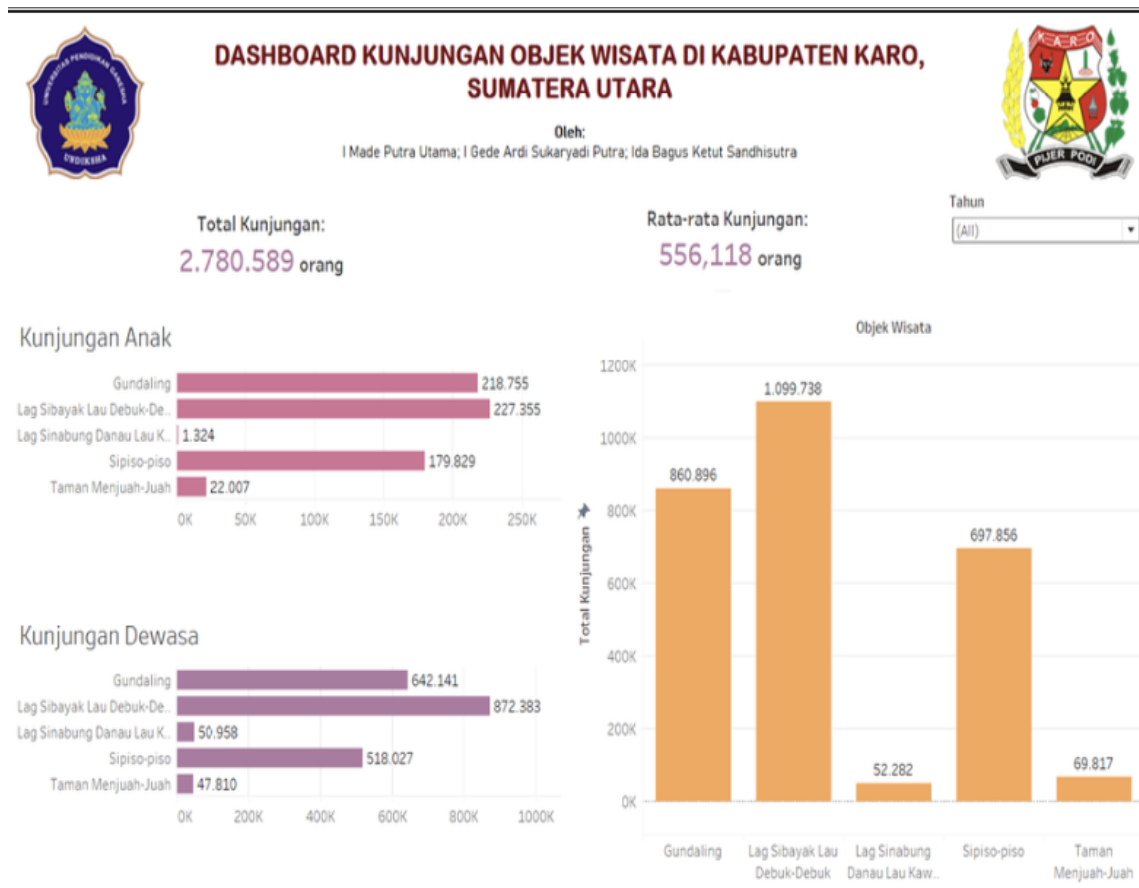 UNIVERSITAS PENDIDIKAN GANESHA
UNDIKSHA
DASHBOARD KUNJUNGAN OBJEK WISATA DI KABUPATEN KARO,
SUMATERA UTARA
Oleh:
I Made Putra Utama; I Gede Ardi Sukaryadi Putra; Ida Bagus Ketut Sandhisutra
KARO
PIJER PODI
Total Kunjungan:
2.780.589 orang
Rata-rata Kunjungan:
556,118 orang
Tahun
(All)
Kunjungan Anak
Gundaling 218.755
Lag Sibayak Lau Debuk-De.. 227.355
Lag Sinabung Danau Lau K.. 1.324
Sipiso-piso 179.829
Taman Menjuah-Juah 22.007
0K 50K 100K 150K 200K 250K
Kunjungan Dewasa
Gundaling 642.141
Lag Sibayak Lau Debuk-De.. 872.383
Lag Sinabung Danau Lau K.. 50.958
Sipiso-piso 518.027
Taman Menjuah-Juah 47.810
0K 200K 400K 600K 800K 1000K
Objek Wisata
Total Kunjungan
1200K
1000K
800K
600K
400K
200K
0K
860.896
1.099.738
52.282
697.856
69.817
Gundaling
Lag Sibayak Lau
Debuk-Debuk
Lag Sinabung
Danau Lau Kaw..
Sipiso-piso
Taman
Menjuah-Juah